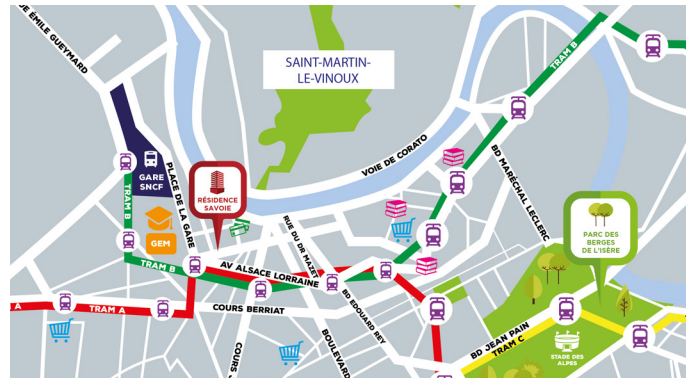 DE ÉMILE GUEYMARD
SAINT-MARTIN-
LE-VINOUX
TRAM B
VOIE DE CORATO
BD MARÉCHAL LECLERC
GARE
SNCF
PLACE DE LA GARE
TRAM B
GEM
RÉSIDENCE
SAVOIE
RUE DU DR MAZET
PARC DES
BERGES
DE L'ISÈRE
TRAM B
AV ALSACE LORRAINE
A
TRAM A
COURS BERRIAT
BD EDOUARD REY
COURS
BOULEVARD
BD JEAN PAIN
TRAM C
STADE DES
ALPES